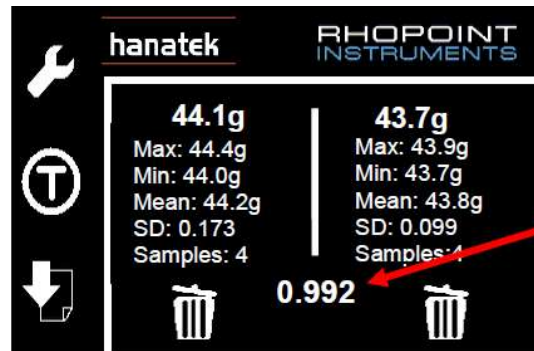 hanatek
RHOPOINT
INSTRUMENTS
44.1g
Max: 44.4g
Min: 44.0g
Mean: 44.2g
SD: 0.173
Samples: 4
43.7g
Max: 43.9g
Min: 43.7g
Mean: 43.8g
SD: 0.099
Samples: 4
0.992
T